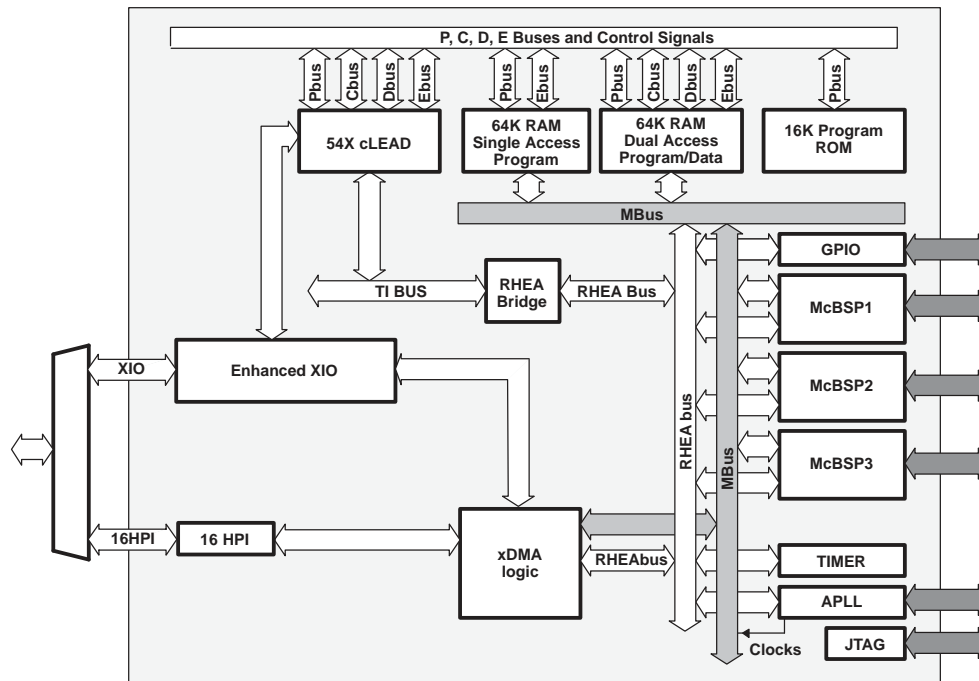 P, C, D, E Buses and Control Signals
Pbus
Cbus
Dbus
Ebus
Pbus
Ebus
Pbus
Cbus
Dbus
Ebus
Pbus
54X cLEAD
64K RAM
Single Access
Program
64K RAM
Dual Access
Program/Data
16K Program
ROM
MBus
GPIO
TI BUS
RHEA
Bridge
RHEA Bus
McBSP1
XIO
Enhanced XIO
McBSP2
RHEA bus
MBus
McBSP3
16HPI
16 HPI
xDMA
logic
RHEAbus
TIMER
APLL
Clocks
JTAG